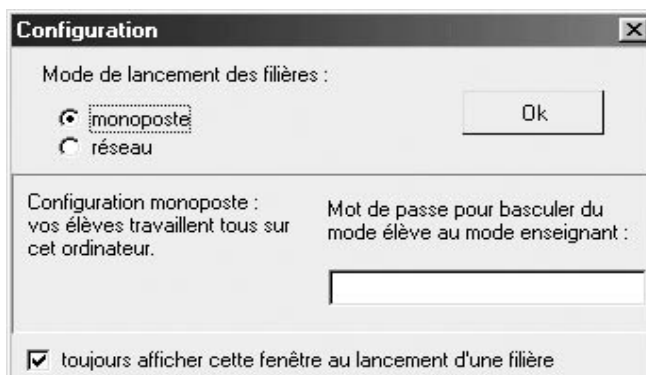 Configuration
Mode de lancement des filières :
monoposte
Ok
réseau
Configuration monoposte :
vos élèves travaillent tous sur
cet ordinateur.
Mot de passe pour basculer du
mode élève au mode enseignant :
toujours afficher cette fenêtre au lancement d'une filière